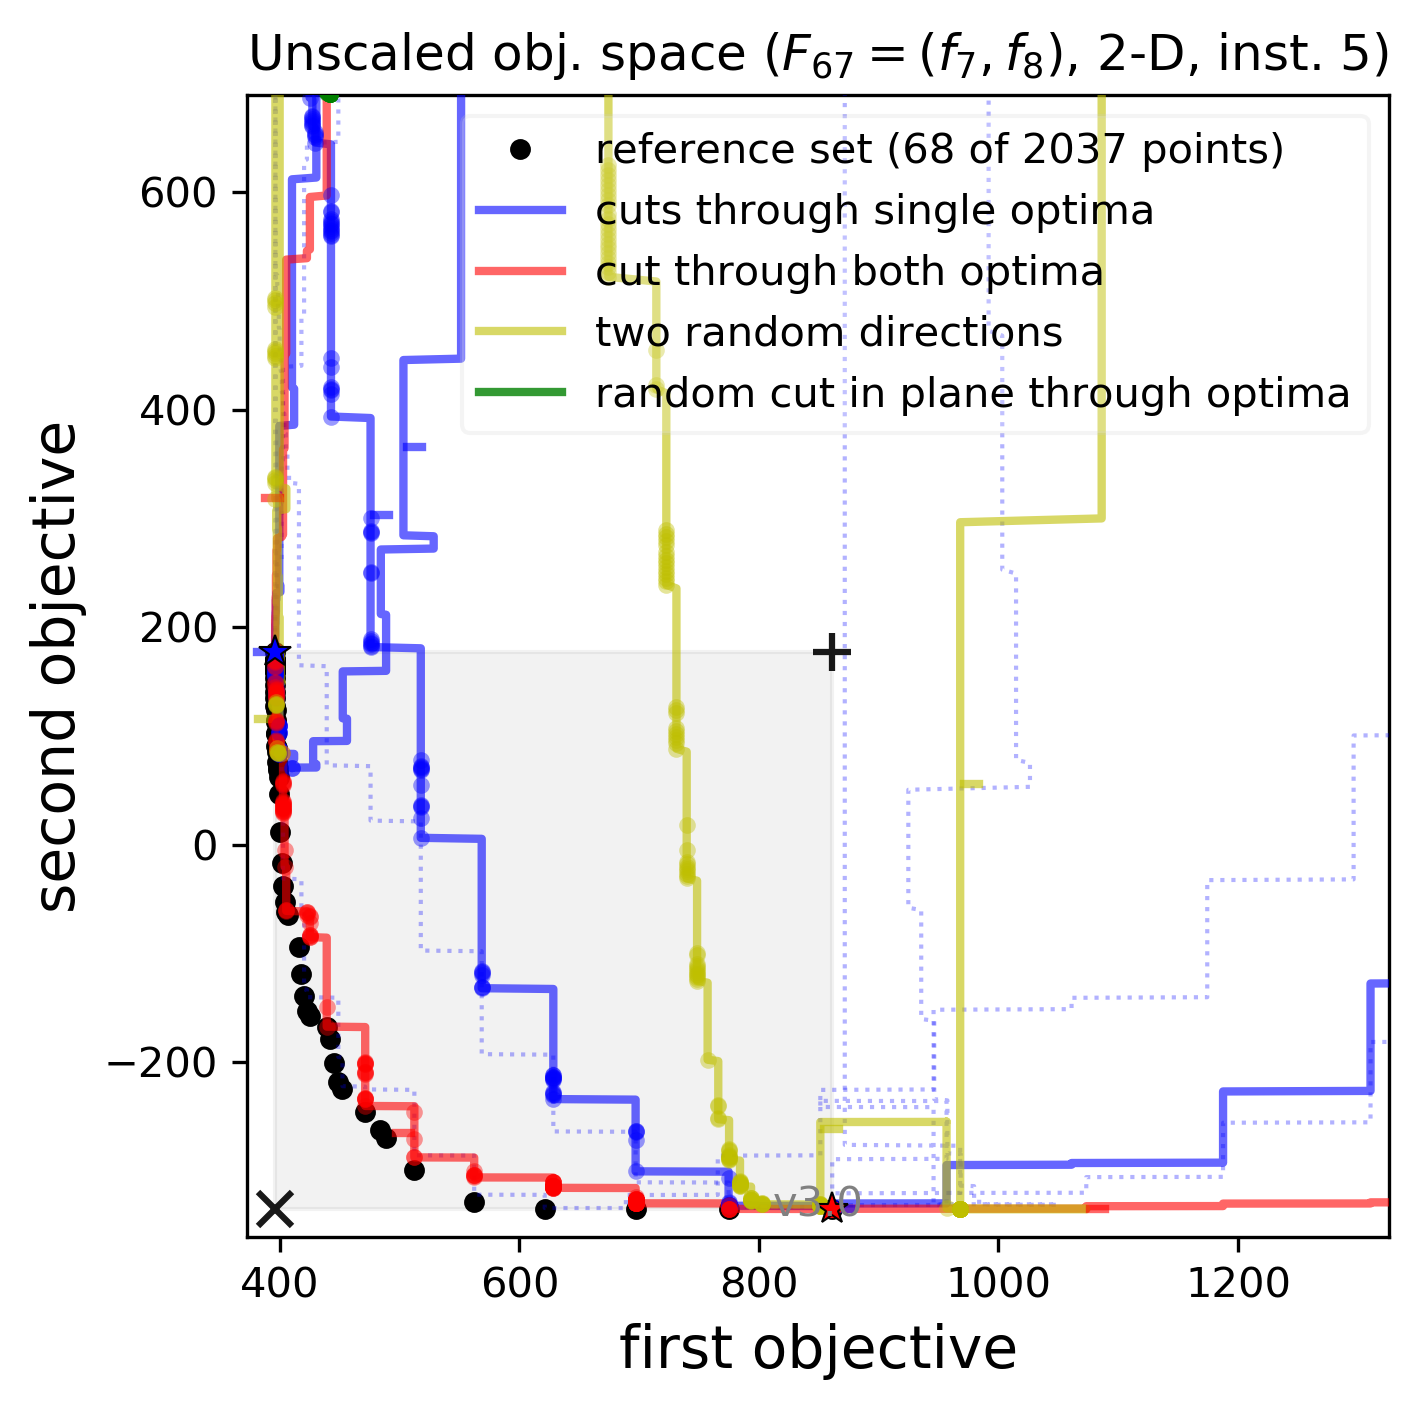 Unscaled obj. space (F₆₇ = (f₇, f₈), 2-D, inst. 5)
reference set (68 of 2037 points)
cuts through single optima
cut through both optima
two random directions
random cut in plane through optima
600
400
200
0
−200
second objective
v3.0
400 600 800 1000 1200
first objective